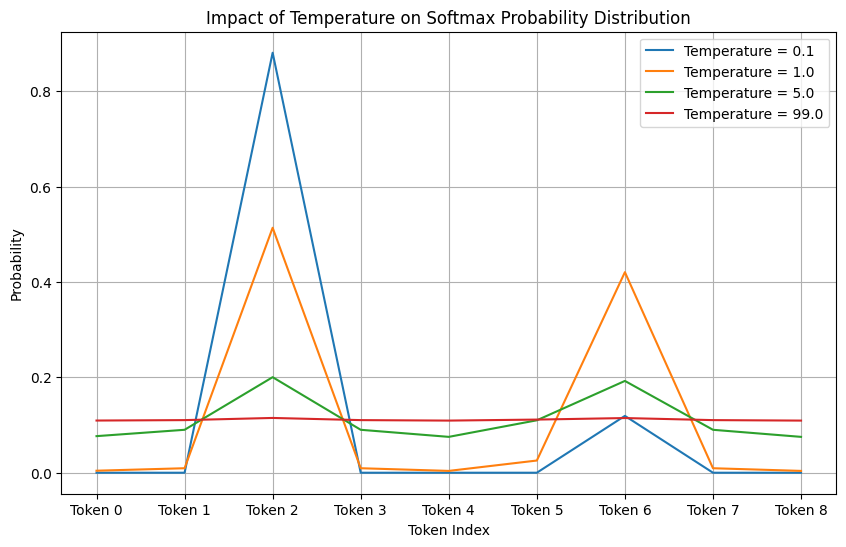 Impact of Temperature on Softmax Probability Distribution
Temperature = 0.1
Temperature = 1.0
Temperature = 5.0
Temperature = 99.0
Probability
0.8
0.6
0.4
0.2
0.0
Token 0 Token 1 Token 2 Token 3 Token 4 Token 5 Token 6 Token 7 Token 8
Token Index